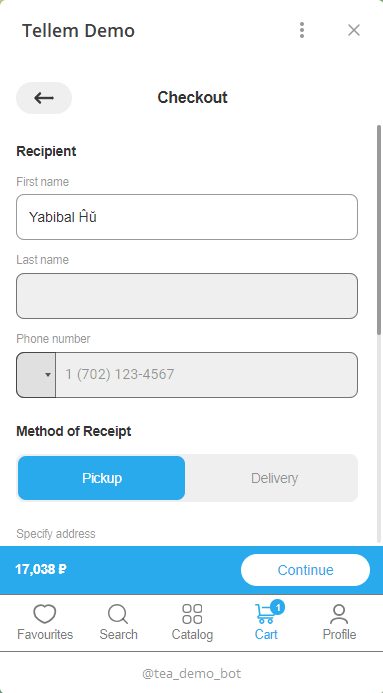 Tellem Demo
Checkout
Recipient
First name
Yabibal Ĥŭ
Last name
Phone number
1 (702) 123-4567
Method of Receipt
Pickup
Delivery
Specify address
17,038 ₽
Continue
1
Favourites
Search
Catalog
Cart
Profile
@tea_demo_bot